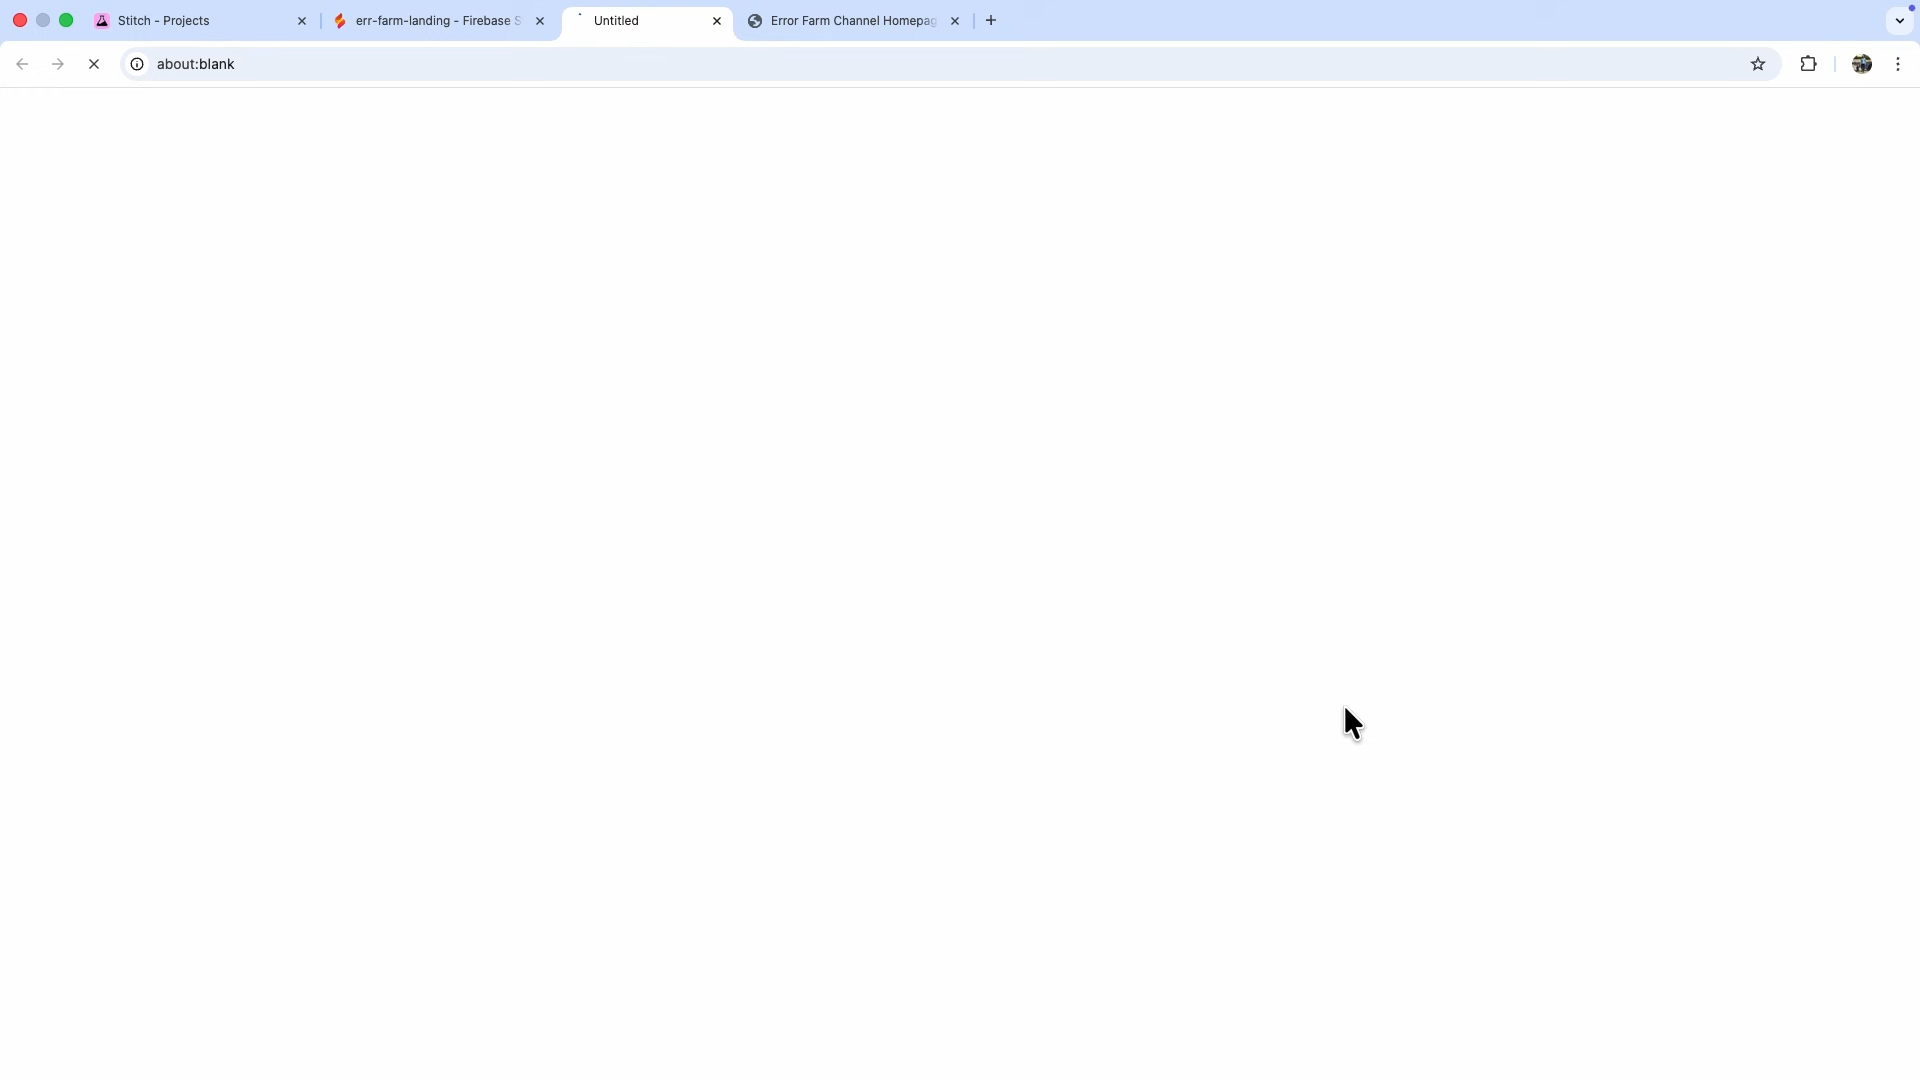 Stitch - Projects
err-farm-landing - Firebase S
Untitled
Error Farm Channel Homepag
about:blank